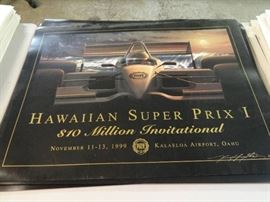 HAWAIIAN SUPER PRIX I
$10 Million Invitational
NOVEMBER 11-13, 1999 KALAELOA AIRPORT, OAHU